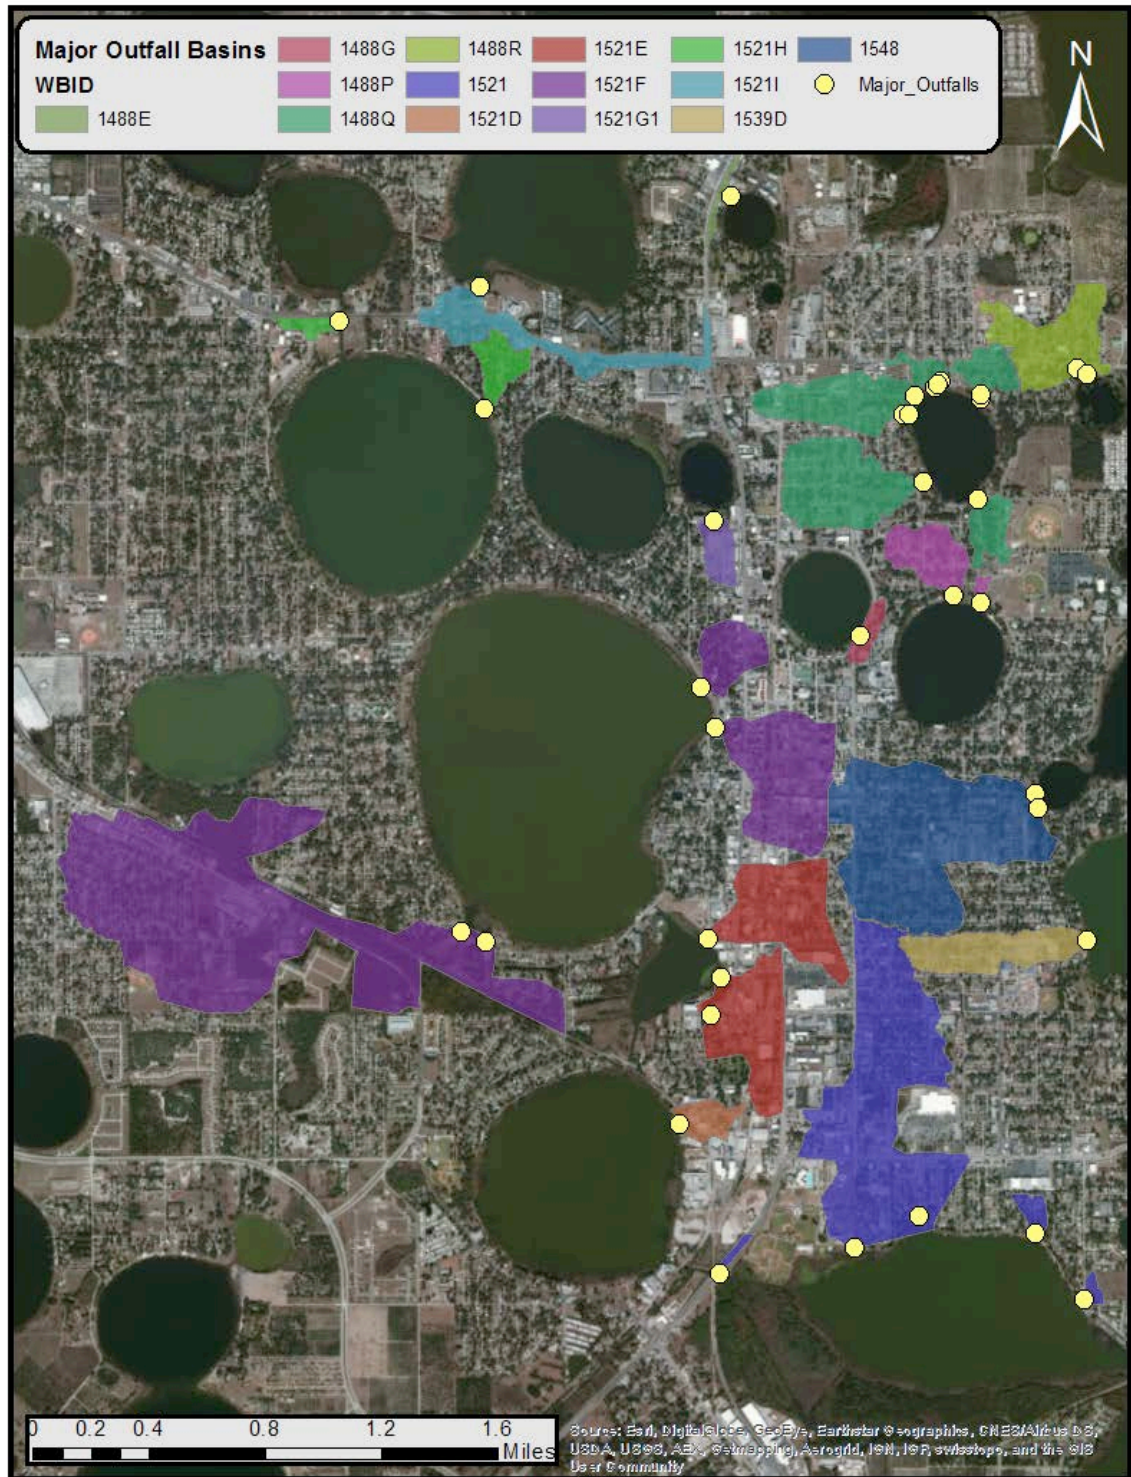 Major Outfall Basins
WBID
1488E
1488G
1488P
1488Q
1488R
1521
1521D
1521E
1521F
1521G1
1521H
1521I
1539D
1548
Major_Outfalls
N
0 0.2 0.4 0.8 1.2 1.6
Miles
Source: Esri, DigitalGlobe, GeoEye, Earthstar Geographics, CNES/Airbus DS,
USDA, USGS, AEX, Getmapping, Aerogrid, IGN, IGP, swisstopo, and the GIS
User Community